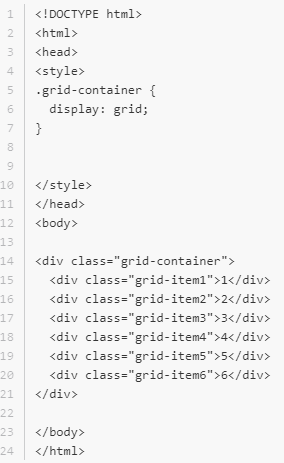 1 <!DOCTYPE html>
2 <html>
3 <head>
4 <style>
5 .grid-container {
6   display: grid;
7 }
8
9
10 </style>
11 </head>
12 <body>
13
14 <div class="grid-container">
15   <div class="grid-item1">1</div>
16   <div class="grid-item2">2</div>
17   <div class="grid-item3">3</div>
18   <div class="grid-item4">4</div>
19   <div class="grid-item5">5</div>
20   <div class="grid-item6">6</div>
21 </div>
22
23 </body>
24 </html>